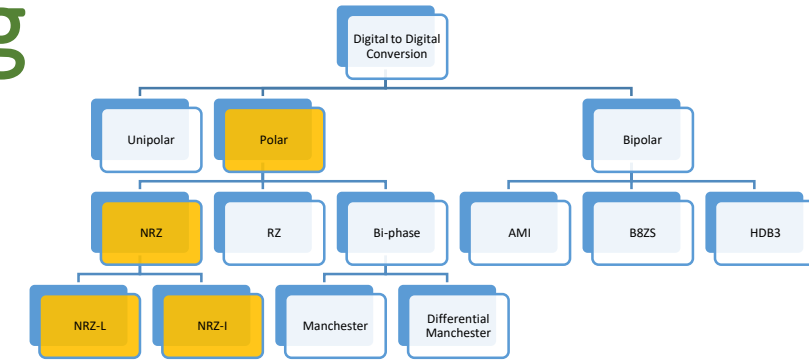 g
Digital to Digital
Conversion
Unipolar
Polar
Bipolar
NRZ
RZ
Bi-phase
AMI
B8ZS
HDB3
NRZ-L
NRZ-I
Manchester
Differential
Manchester